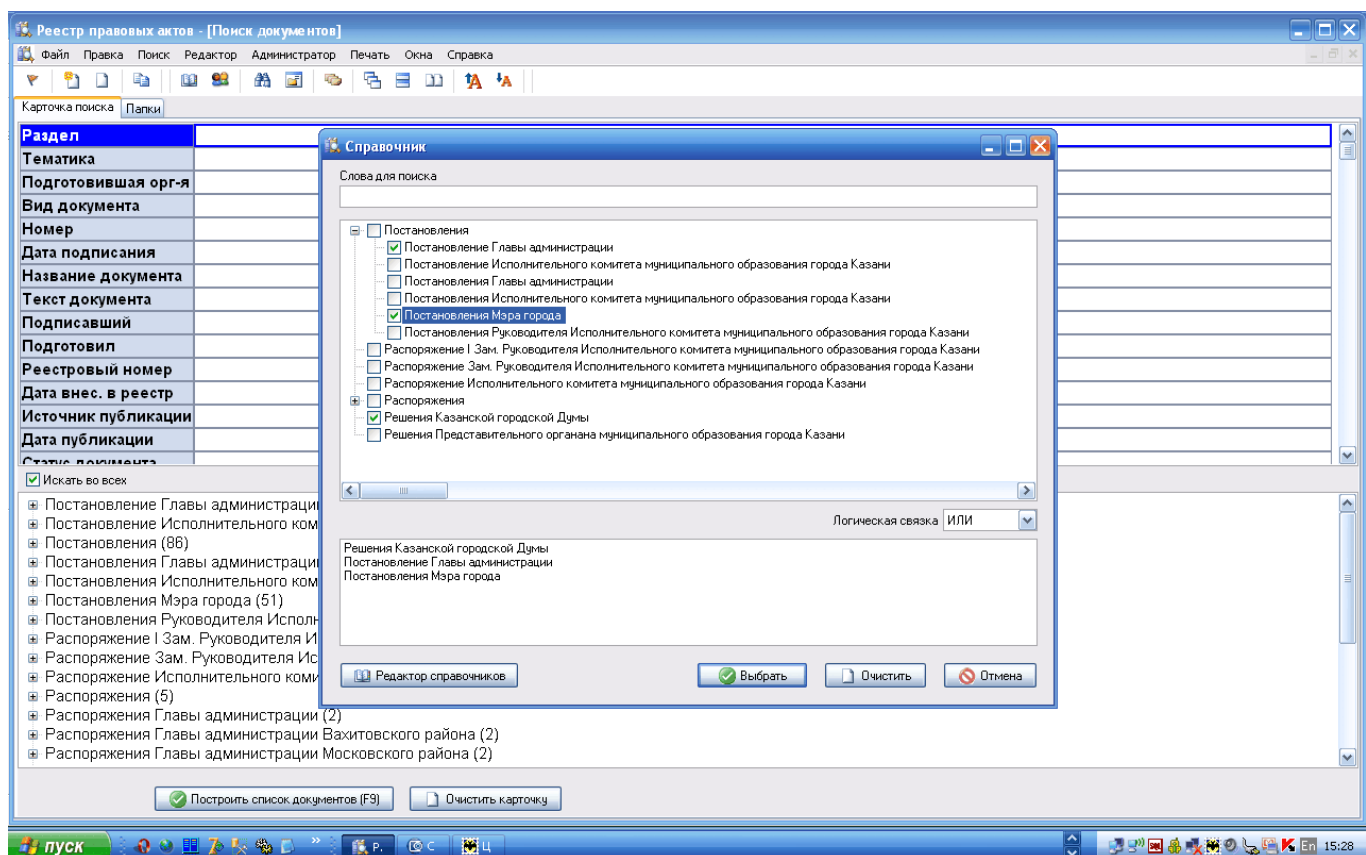 Реестр правовых актов - [Поиск документов]
Файл Правка Поиск Редактор Администратор Печать Окна Справка
Карточка поиска Папки
Раздел
Тематика
Подготовившая орг-я
Вид документа
Номер
Дата подписания
Название документа
Текст документа
Подписавший
Подготовил
Реестровый номер
Дата внес. в реестр
Источник публикации
Дата публикации
Статус документа
Справочник
Слова для поиска
Постановления
Постановление Главы администрации
Постановление Исполнительного комитета муниципального образования города Казани
Постановления Главы администрации
Постановления Исполнительного комитета муниципального образования города Казани
Постановления Мэра города
Постановления Руководителя Исполнительного комитета муниципального образования города Казани
Распоряжение I Зам. Руководителя Исполнительного комитета муниципального образования города Казани
Распоряжение Зам. Руководителя Исполнительного комитета муниципального образования города Казани
Распоряжение Исполнительного комитета муниципального образования города Казани
Распоряжения
Решения Казанской городской Думы
Решения Представительного органана муниципального образования города Казани
Логическая связка ИЛИ
Решения Казанской городской Думы
Постановление Главы администрации
Постановления Мэра города
Редактор справочников Выбрать Очистить Отмена
Искать во всех
Постановление Главы администраци
Постановление Исполнительного ком
Постановления (86)
Постановления Главы администраци
Постановления Исполнительного ком
Постановления Мэра города (51)
Постановления Руководителя Исполн
Распоряжение I Зам. Руководителя И
Распоряжение Зам. Руководителя Ис
Распоряжение Исполнительного коми
Распоряжения (5)
Распоряжения Главы администрации (2)
Распоряжения Главы администрации Вахитовского района (2)
Распоряжения Главы администрации Московского района (2)
Построить список документов (F9) Очистить карточку
пуск Р. С Ц En 15:28